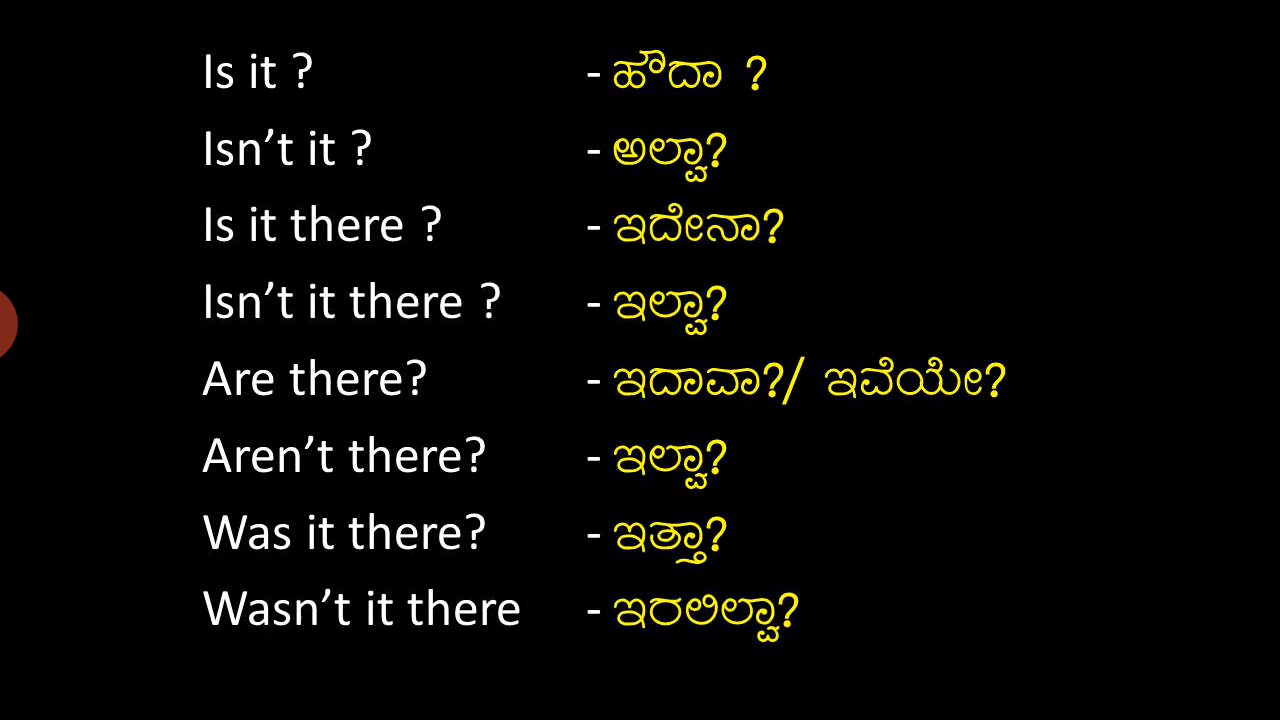 Is it ? - ಹೌದಾ ?
Isn’t it ? - ಅಲ್ವಾ?
Is it there ? - ಇದೇನಾ?
Isn’t it there ? - ಇಲ್ವಾ?
Are there? - ಇದಾವಾ?/ ಇವೆಯೇ?
Aren’t there? - ಇಲ್ವಾ?
Was it there? - ಇತ್ತಾ?
Wasn’t it there - ಇರಲಿಲ್ವಾ?